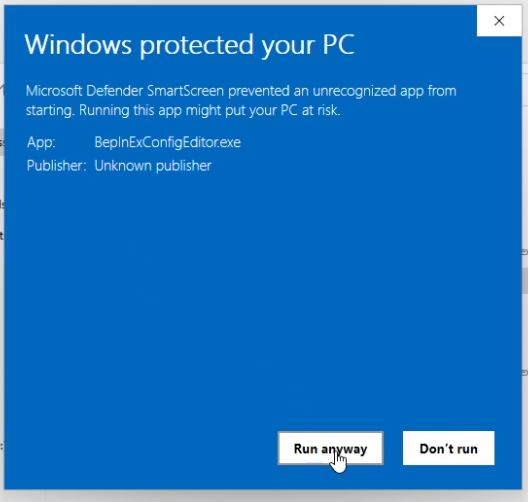 Windows protected your PC
Microsoft Defender SmartScreen prevented an unrecognized app from
starting. Running this app might put your PC at risk.
App: BepInExConfigEditor.exe
Publisher: Unknown publisher
Run anyway Don't run